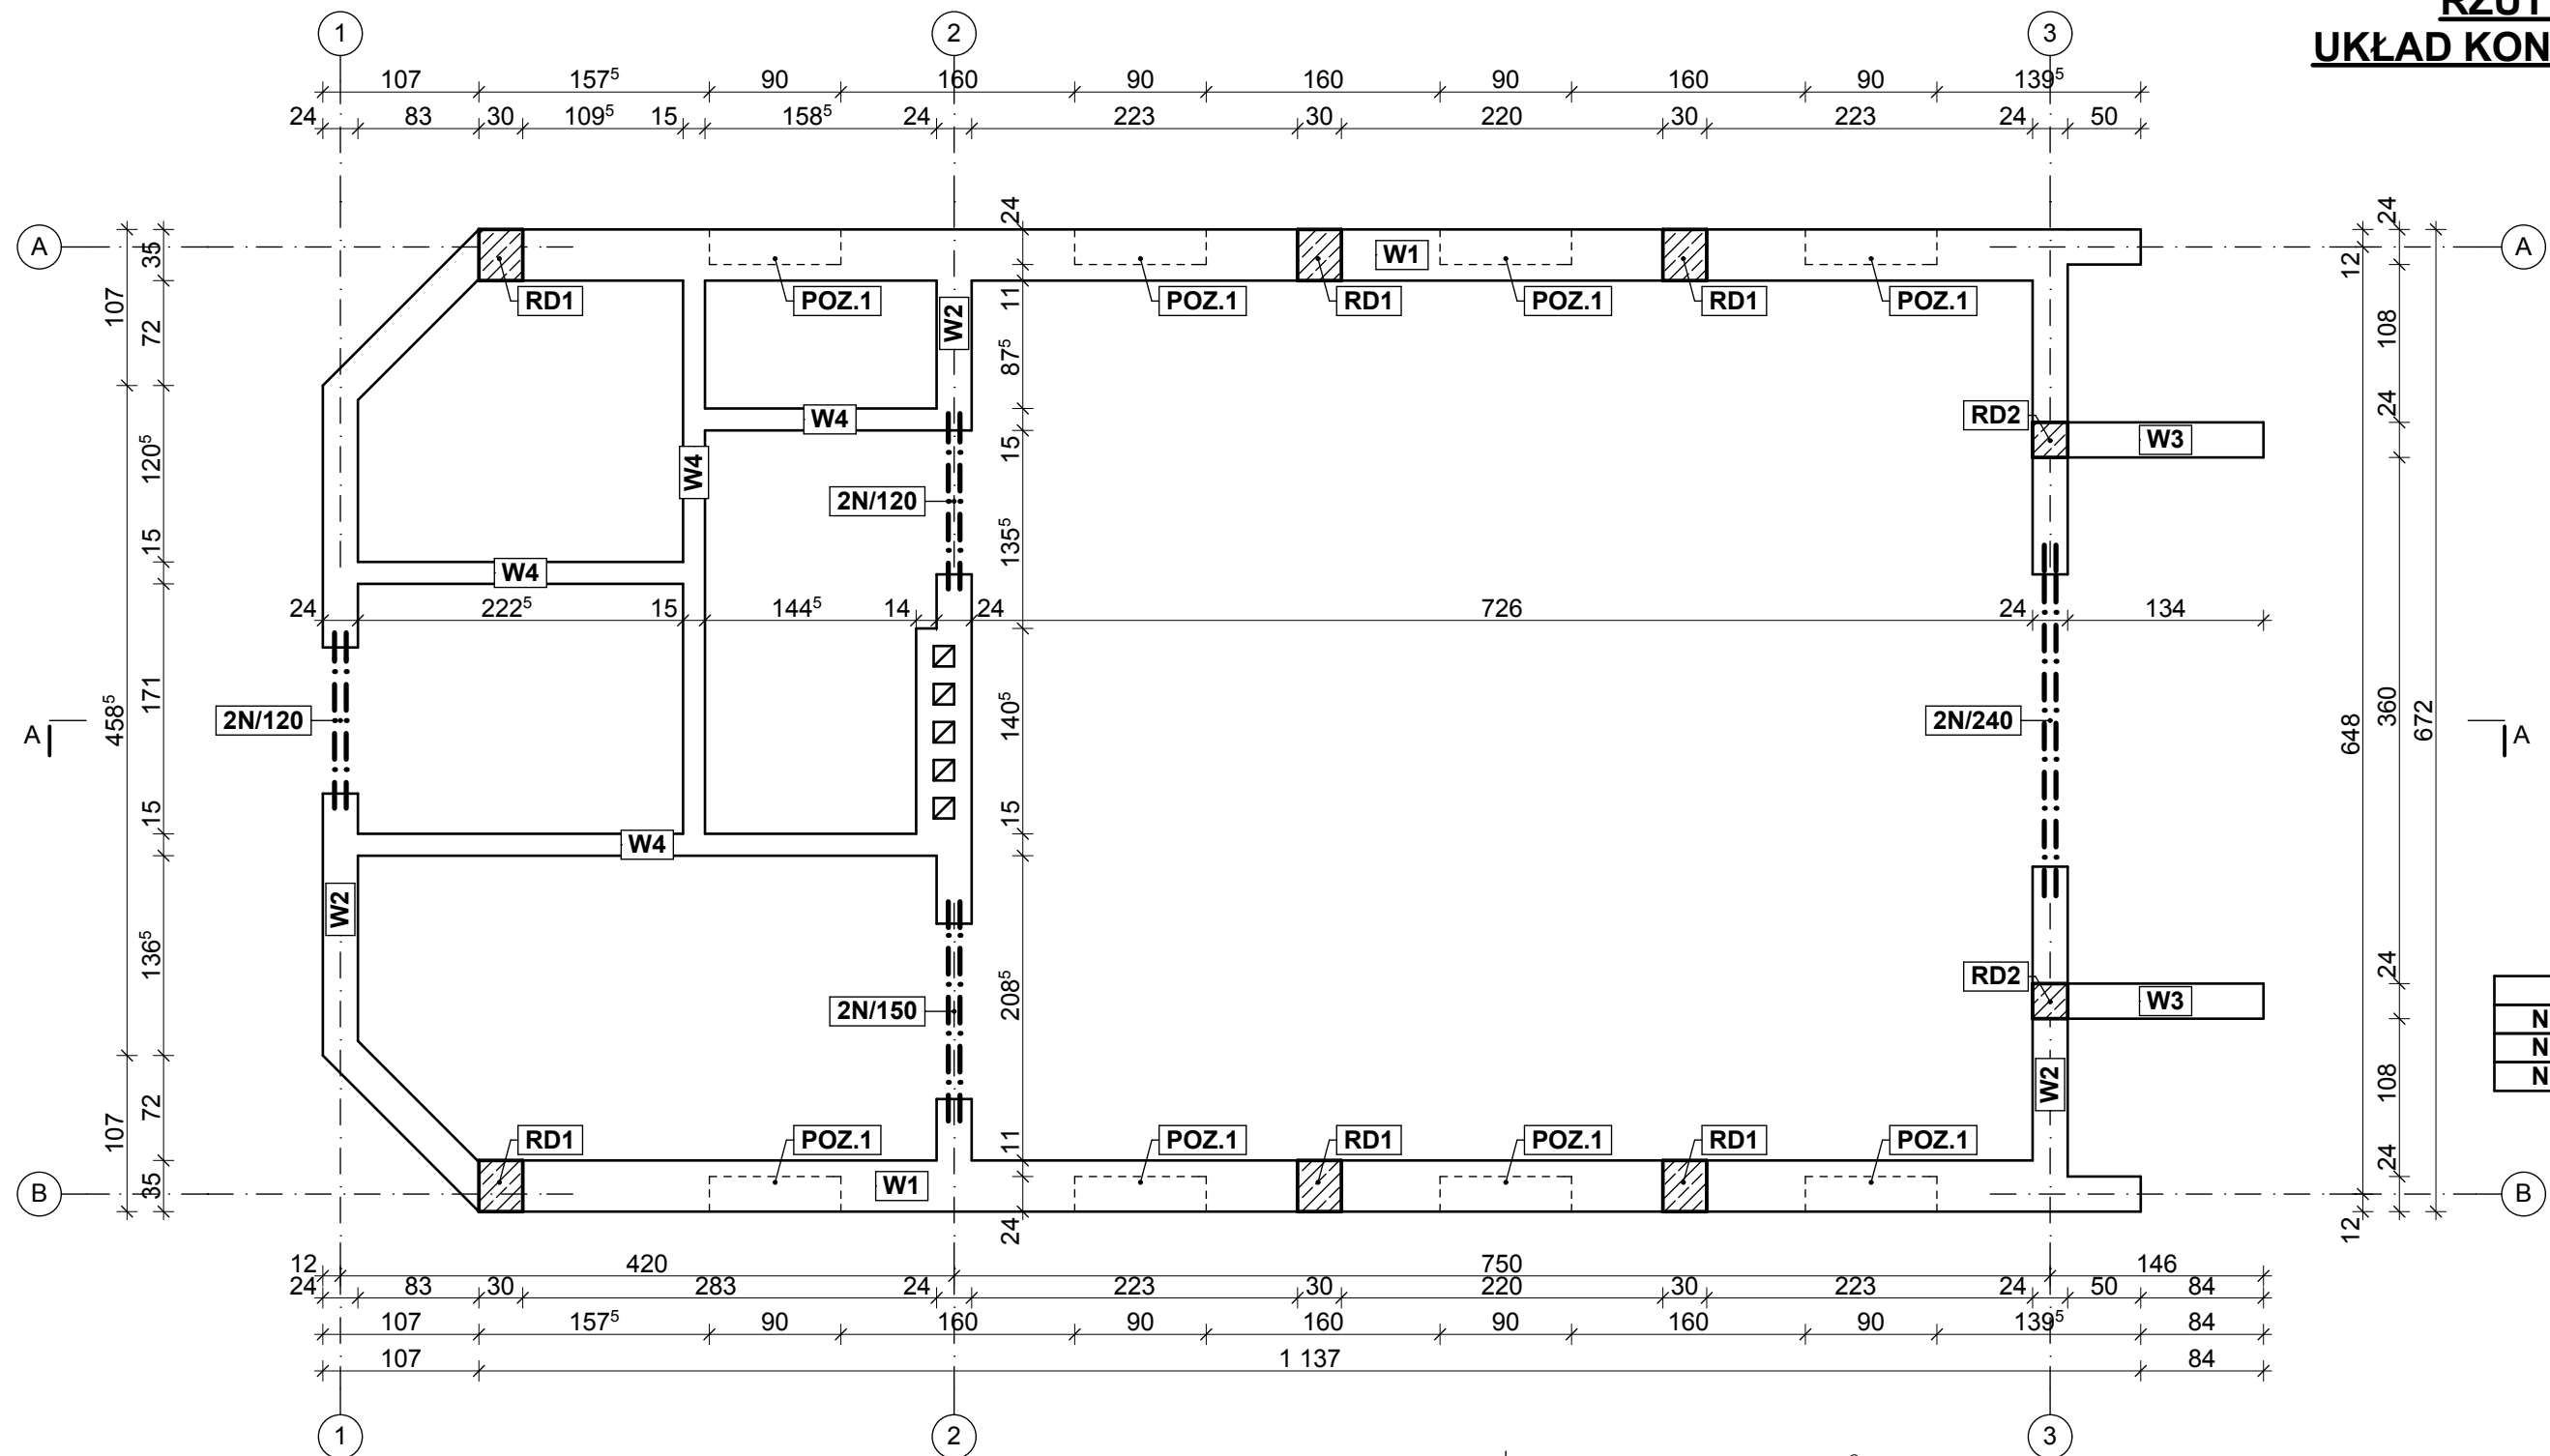 RZUT
UKŁAD KON
1 2 3
107 157⁵ 90 160 90 160 90 160 90 139⁵
24 83 30 109⁵ 15 158⁵ 24 223 30 220 30 223 24 50
A A
35 24 W1 24 12
RD1 POZ.1 W2 POZ.1 RD1 POZ.1 RD1 POZ.1
107 72 11 87⁵ 108
W4 RD2 W3 24
120⁵ W4 15
2N/120
15 W4 135⁵
24 222⁵ 15 144⁵ 14 24 726 24 134
A 458⁵ 171 2N/120 140⁵ 2N/240 648 360 672 A
15 W4 15
W2
136⁵ RD2 W3 24 N
2N/150 208⁵ N
107 72 W2 108 N
RD1 POZ.1 11 POZ.1 RD1 POZ.1 RD1 POZ.1
B 35 W1 24 24 12 B
12 420 750 146
24 83 30 283 24 223 30 220 30 223 24 50 84
107 157⁵ 90 160 90 160 90 160 90 139⁵ 84
107 1 137 84
1 2 3